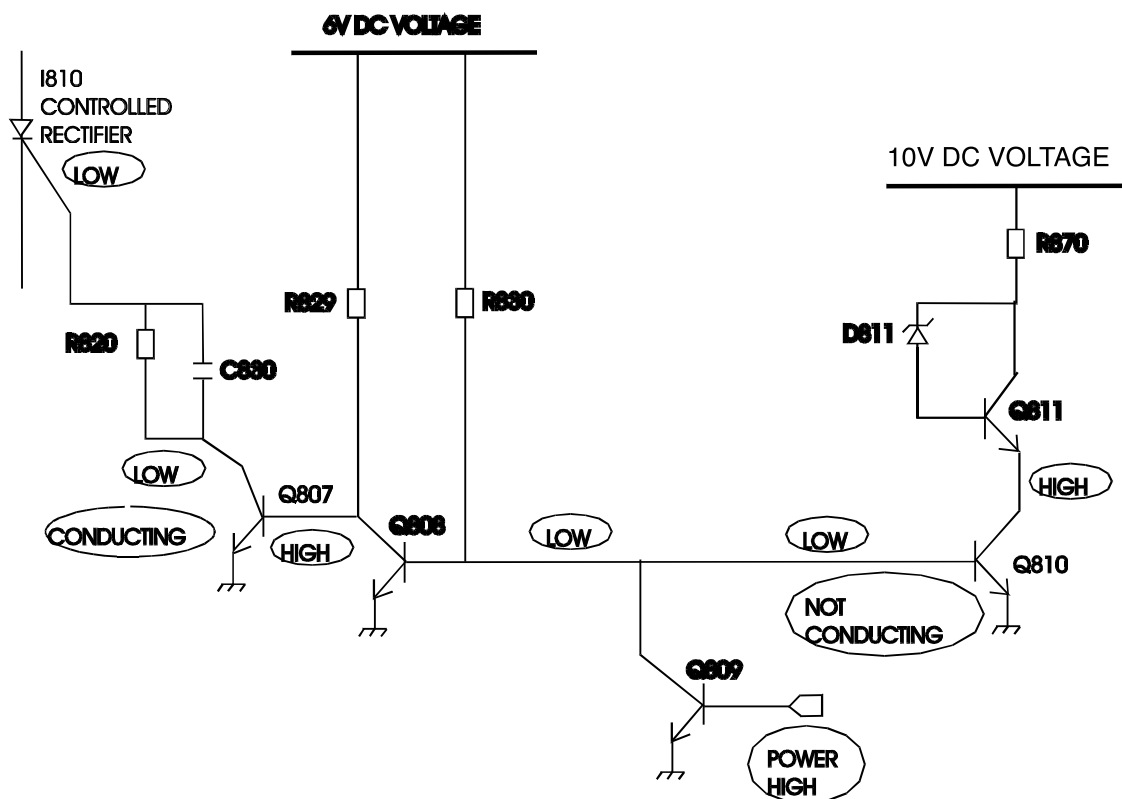 6V DC VOLTAGE
I810
CONTROLLED
RECTIFIER
LOW
10V DC VOLTAGE
R870
R829
R830
R820
C830
D811
Q811
LOW
Q807
CONDUCTING
HIGH
Q808
LOW
LOW
HIGH
Q810
NOT
CONDUCTING
Q809
POWER
HIGH